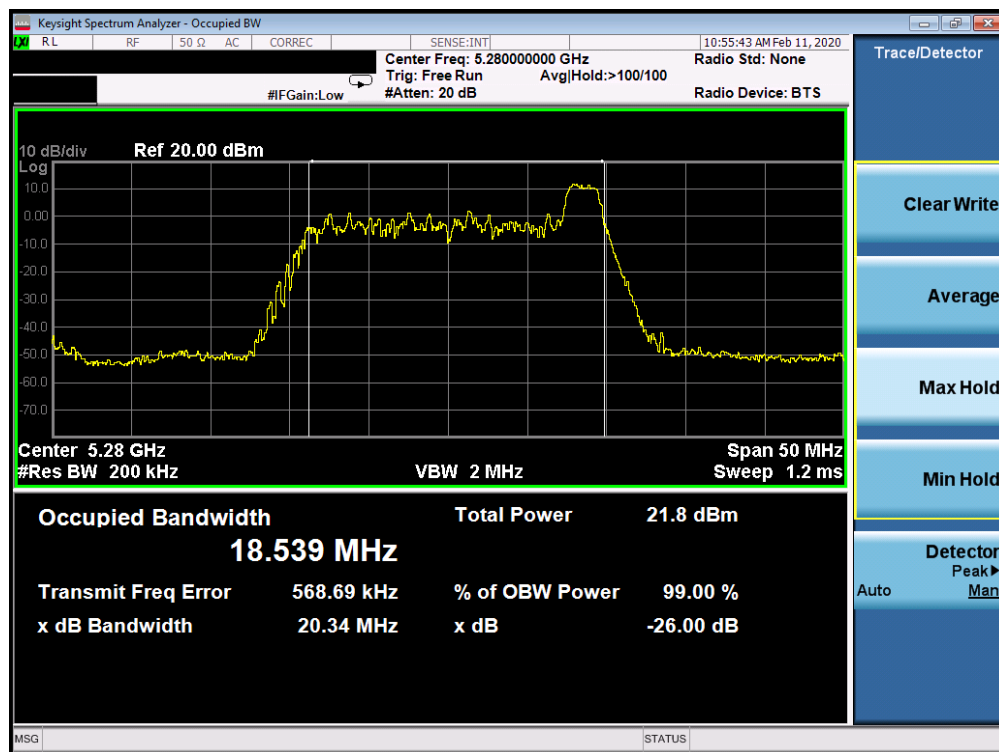 Keysight Spectrum Analyzer - Occupied BW
LXI RL RF 50 Ω AC CORREC SENSE:INT 10:55:43 AM Feb 11, 2020
Center Freq: 5.280000000 GHz Radio Std: None
Trig: Free Run Avg|Hold:>100/100
#IFGain:Low #Atten: 20 dB Radio Device: BTS
10 dB/div Ref 20.00 dBm
Log
10.0
0.00
-10.0
-20.0
-30.0
-40.0
-50.0
-60.0
-70.0
Center 5.28 GHz Span 50 MHz
#Res BW 200 kHz VBW 2 MHz Sweep 1.2 ms
Occupied Bandwidth Total Power 21.8 dBm
18.539 MHz
Transmit Freq Error 568.69 kHz % of OBW Power 99.00 %
x dB Bandwidth 20.34 MHz x dB -26.00 dB
Trace/Detector
Clear Write
Average
Max Hold
Min Hold
Detector
Peak▶
Auto Man
MSG STATUS